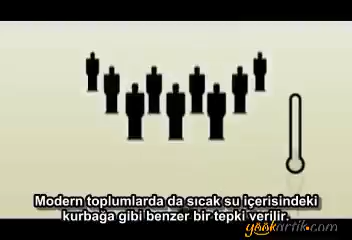 Modern toplumlarda da sıcak su içerisindeki
kurbağa gibi benzer bir tepki verilir.